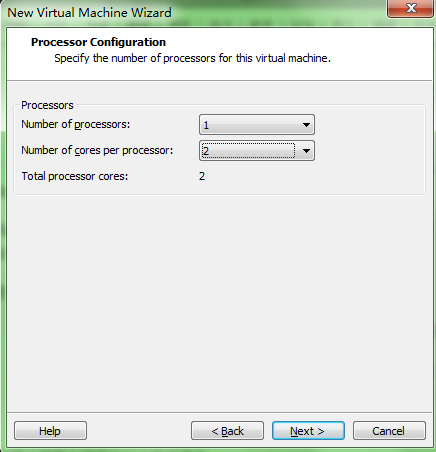 New Virtual Machine Wizard
Processor Configuration
Specify the number of processors for this virtual machine.
Processors
Number of processors: 1
Number of cores per processor: 2
Total processor cores: 2
Help < Back Next > Cancel